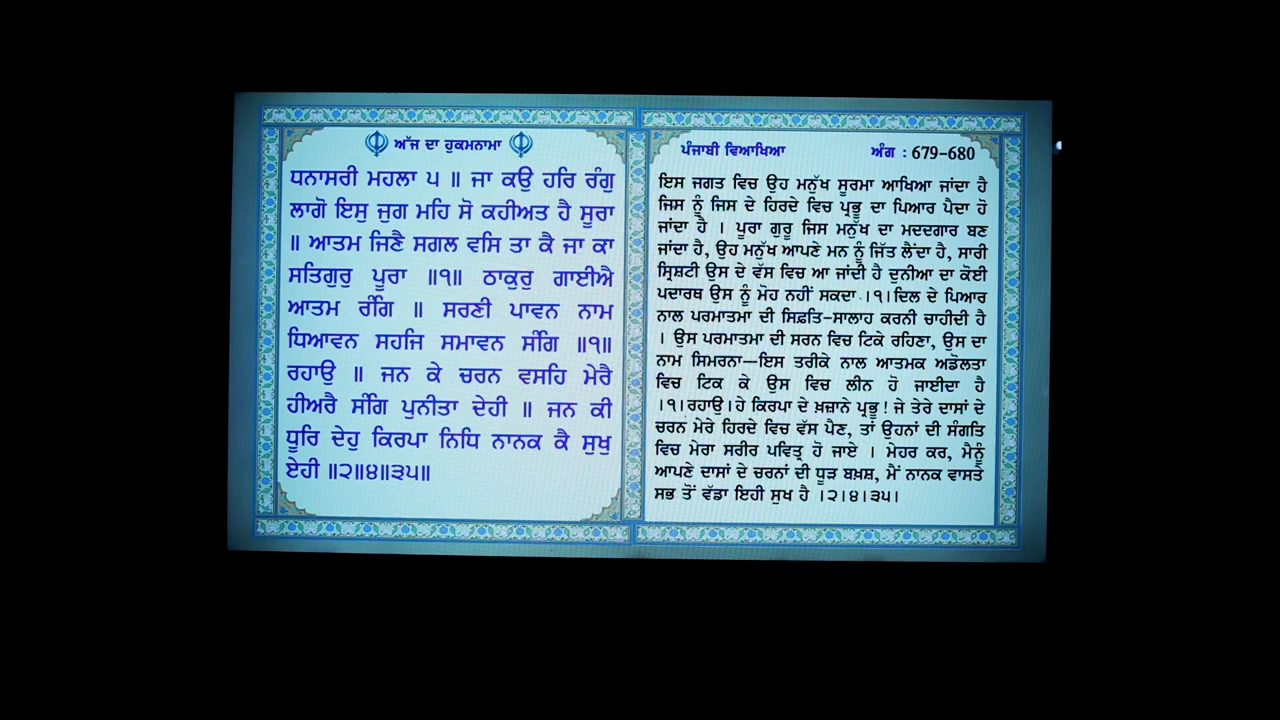 ਅੱਜ ਦਾ ਹੁਕਮਨਾਮਾ
ਧਨਾਸਰੀ ਮਹਲਾ ੫ ॥ ਜਾ ਕਉ ਹਰਿ ਰੰਗੁ
ਲਾਗੋ ਇਸੁ ਜੁਗ ਮਹਿ ਸੋ ਕਹੀਅਤ ਹੈ ਸੂਰਾ
॥ ਆਤਮ ਜਿਣੈ ਸਗਲ ਵਸਿ ਤਾ ਕੈ ਜਾ ਕਾ
ਸਤਿਗੁਰੁ ਪੂਰਾ ॥੧॥ ਠਾਕੁਰੁ ਗਾਈਐ
ਆਤਮ ਰੰਗਿ ॥ ਸਰਣੀ ਪਾਵਨ ਨਾਮ
ਧਿਆਵਨ ਸਹਜਿ ਸਮਾਵਨ ਸੰਗਿ ॥੧॥
ਰਹਾਉ ॥ ਜਨ ਕੇ ਚਰਨ ਵਸਹਿ ਮੇਰੈ
ਹੀਅਰੈ ਸੰਗਿ ਪੁਨੀਤਾ ਦੇਹੀ ॥ ਜਨ ਕੀ
ਧੂਰਿ ਦੇਹੁ ਕਿਰਪਾ ਨਿਧਿ ਨਾਨਕ ਕੈ ਸੁਖੁ
ਏਹੀ ॥੨॥੪॥੩੫॥
ਪੰਜਾਬੀ ਵਿਆਖਿਆ ਅੰਗ : 679-680
ਇਸ ਜਗਤ ਵਿਚ ਉਹ ਮਨੁੱਖ ਸੂਰਮਾ ਆਖਿਆ ਜਾਂਦਾ ਹੈ
ਜਿਸ ਨੂੰ ਜਿਸ ਦੇ ਹਿਰਦੇ ਵਿਚ ਪ੍ਰਭੂ ਦਾ ਪਿਆਰ ਪੈਦਾ ਹੋ
ਜਾਂਦਾ ਹੈ । ਪੂਰਾ ਗੁਰੂ ਜਿਸ ਮਨੁੱਖ ਦਾ ਮਦਦਗਾਰ ਬਣ
ਜਾਂਦਾ ਹੈ, ਉਹ ਮਨੁੱਖ ਆਪਣੇ ਮਨ ਨੂੰ ਜਿੱਤ ਲੈਂਦਾ ਹੈ, ਸਾਰੀ
ਸ੍ਰਿਸ਼ਟੀ ਉਸ ਦੇ ਵੱਸ ਵਿਚ ਆ ਜਾਂਦੀ ਹੈ ਦੁਨੀਆ ਦਾ ਕੋਈ
ਪਦਾਰਥ ਉਸ ਨੂੰ ਮੋਹ ਨਹੀਂ ਸਕਦਾ ।੧।ਦਿਲ ਦੇ ਪਿਆਰ
ਨਾਲ ਪਰਮਾਤਮਾ ਦੀ ਸਿਫ਼ਤਿ-ਸਾਲਾਹ ਕਰਨੀ ਚਾਹੀਦੀ ਹੈ
। ਉਸ ਪਰਮਾਤਮਾ ਦੀ ਸਰਨ ਵਿਚ ਟਿਕੇ ਰਹਿਣਾ, ਉਸ ਦਾ
ਨਾਮ ਸਿਮਰਨਾ—ਇਸ ਤਰੀਕੇ ਨਾਲ ਆਤਮਕ ਅਡੋਲਤਾ
ਵਿਚ ਟਿਕ ਕੇ ਉਸ ਵਿਚ ਲੀਨ ਹੋ ਜਾਈਦਾ ਹੈ
।੧।ਰਹਾਉ।ਹੇ ਕਿਰਪਾ ਦੇ ਖ਼ਜ਼ਾਨੇ ਪ੍ਰਭੂ! ਜੇ ਤੇਰੇ ਦਾਸਾਂ ਦੇ
ਚਰਨ ਮੇਰੇ ਹਿਰਦੇ ਵਿਚ ਵੱਸ ਪੈਣ, ਤਾਂ ਉਹਨਾਂ ਦੀ ਸੰਗਤਿ
ਵਿਚ ਮੇਰਾ ਸਰੀਰ ਪਵਿਤ੍ਰ ਹੋ ਜਾਏ । ਮੇਹਰ ਕਰ, ਮੈਨੂੰ
ਆਪਣੇ ਦਾਸਾਂ ਦੇ ਚਰਨਾਂ ਦੀ ਧੂੜ ਬਖ਼ਸ਼, ਮੈਂ ਨਾਨਕ ਵਾਸਤੇ
ਸਭ ਤੋਂ ਵੱਡਾ ਇਹੀ ਸੁਖ ਹੈ ।੨।੪।੩੫।